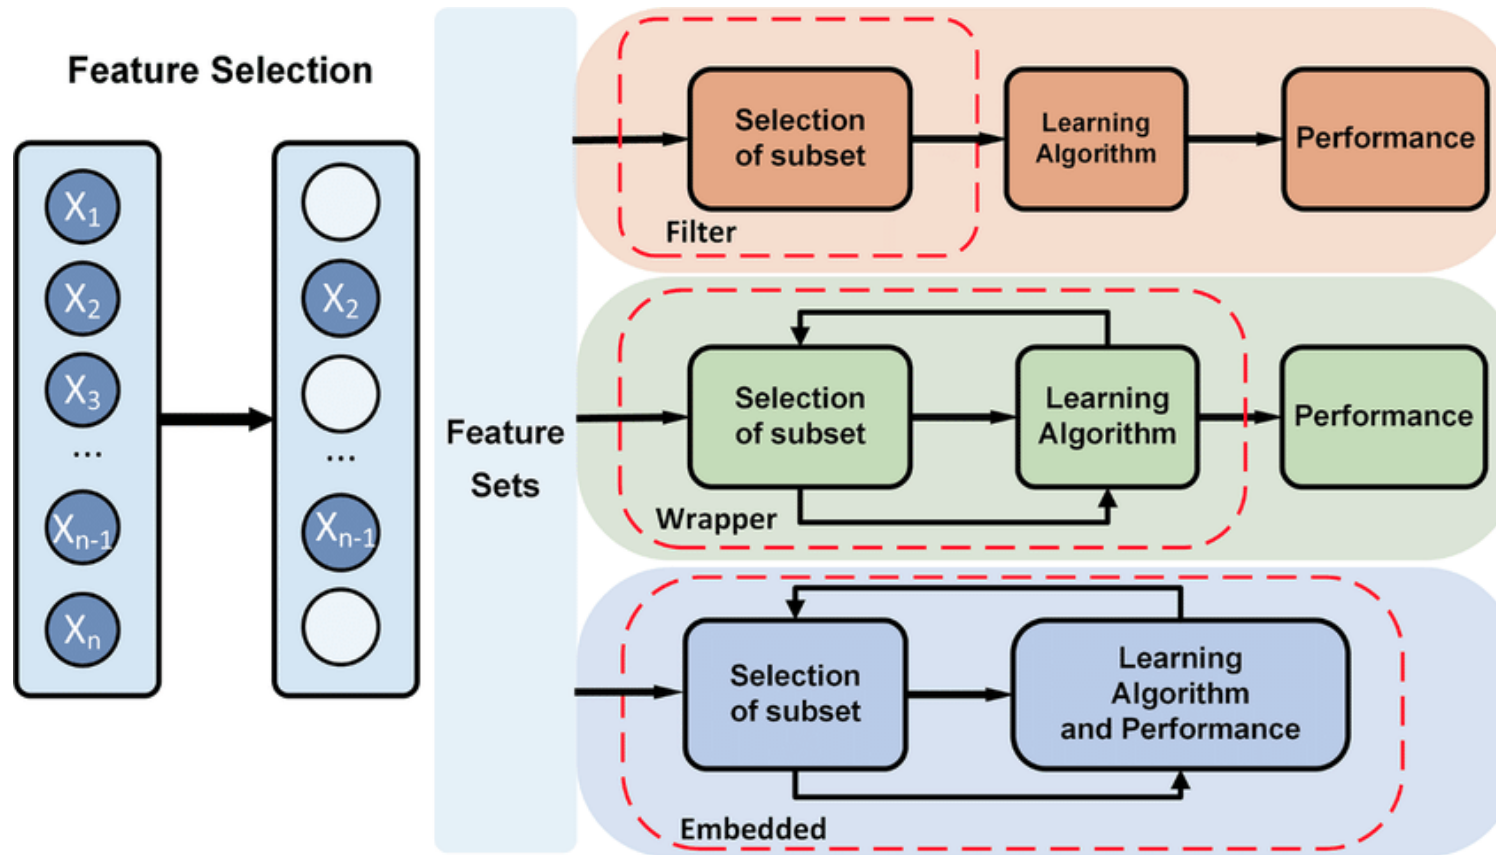 Feature Selection
X1
X2
X3
...
Xn-1
Xn
X2
...
Xn-1
Feature
Sets
Selection
of subset
Learning
Algorithm
Performance
Filter
Selection
of subset
Learning
Algorithm
Performance
Wrapper
Selection
of subset
Learning
Algorithm
and Performance
Embedded